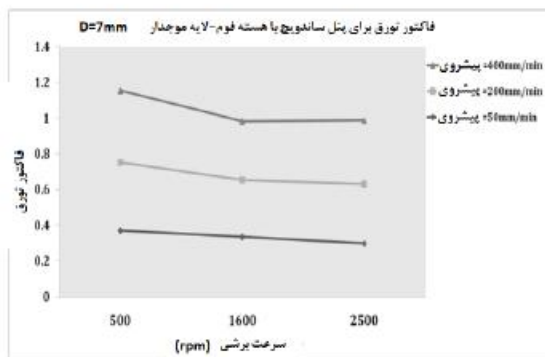 فاکتور تورق برای پنل ساندویچ با هسته فوم-لایه موجدار D=7mm
1.4
1.2
1
0.8
0.6
0.4
0.2
0
فاکتور تورق
500 1600 2500
سرعت برشی (rpm)
پیشروی =400mm/min
پیشروی =200mm/min
پیشروی =50mm/min